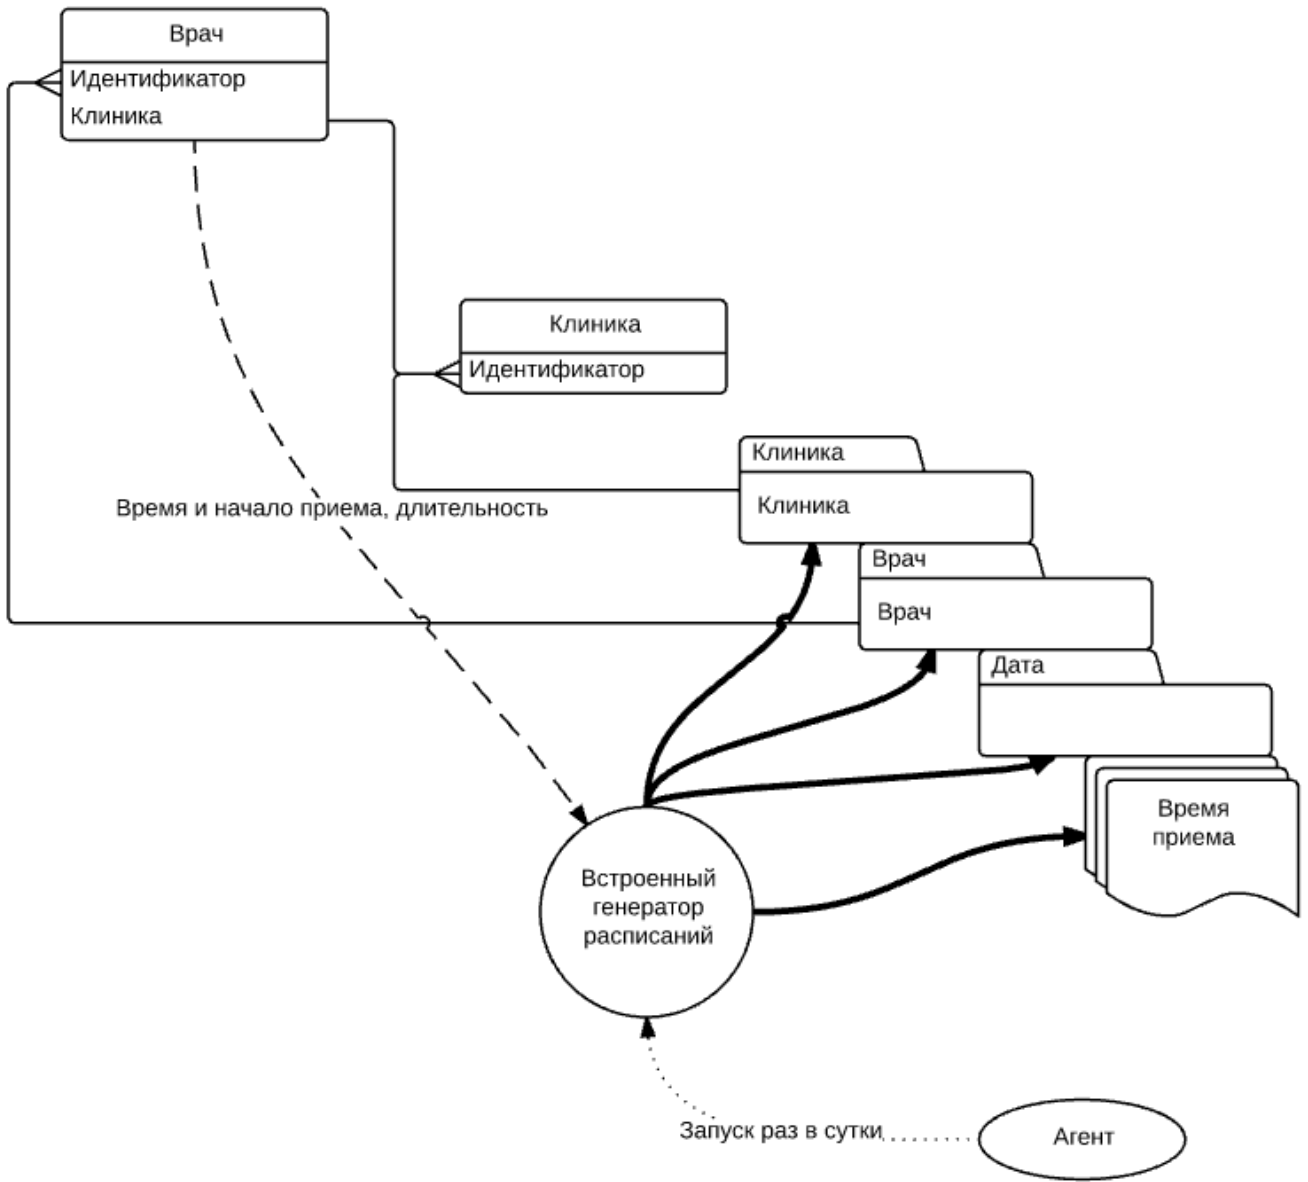 Врач
Идентификатор
Клиника
Клиника
Идентификатор
Клиника
Клиника
Время и начало приема, длительность
Врач
Врач
Дата
Время
приема
Встроенный
генератор
расписаний
Запуск раз в сутки
Агент